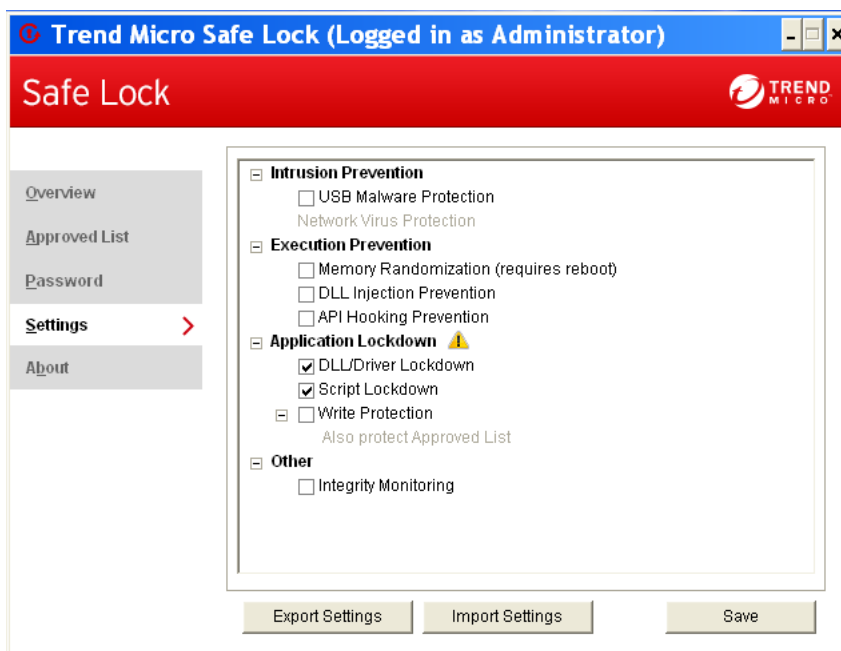 Trend Micro Safe Lock (Logged in as Administrator)
Safe Lock
TREND
MICRO
Overview
Approved List
Password
Settings
About
Intrusion Prevention
USB Malware Protection
Network Virus Protection
Execution Prevention
Memory Randomization (requires reboot)
DLL Injection Prevention
API Hooking Prevention
Application Lockdown
DLL/Driver Lockdown
Script Lockdown
Write Protection
Also protect Approved List
Other
Integrity Monitoring
Export Settings
Import Settings
Save